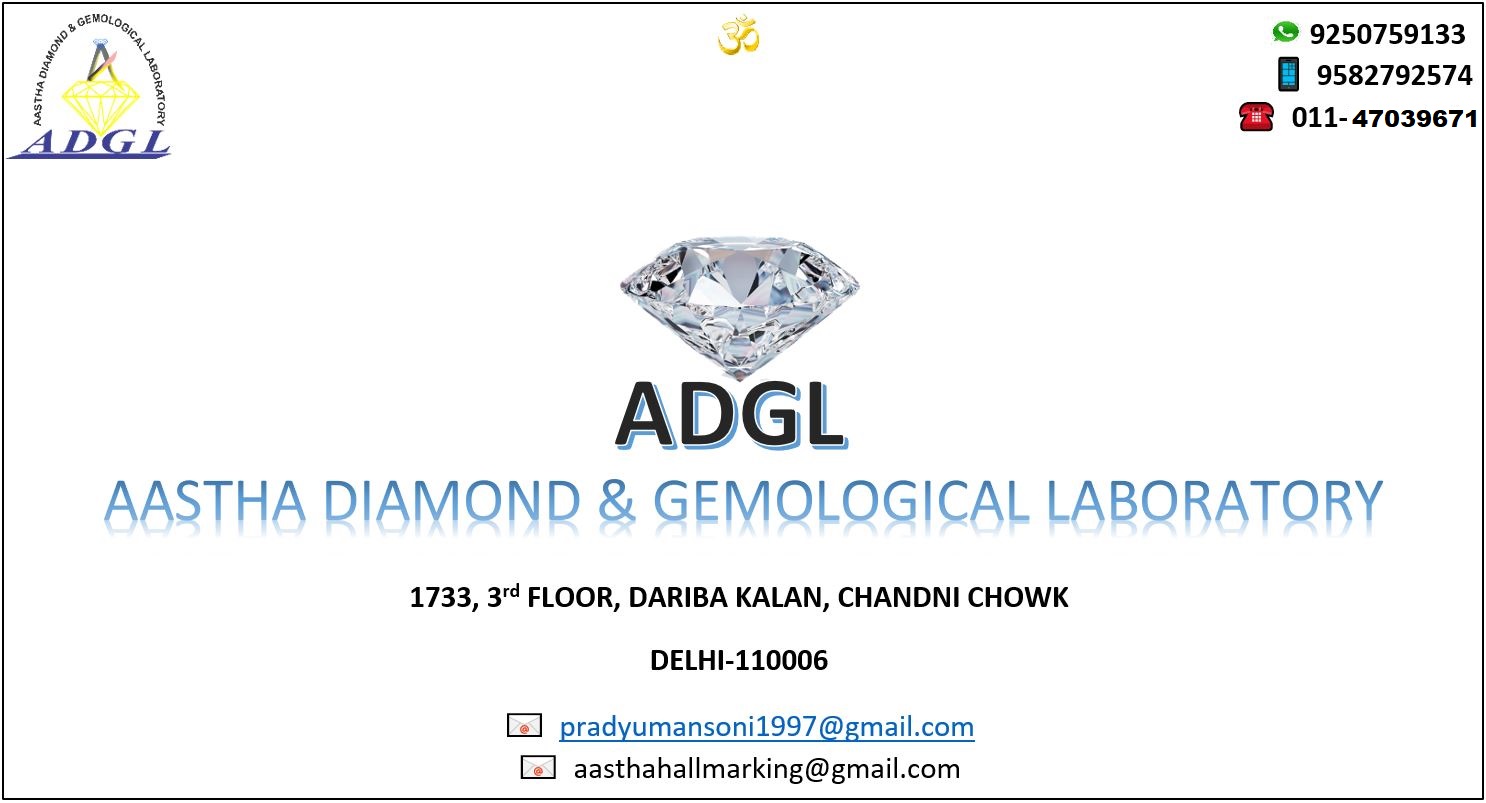 AASTHA DIAMOND & GEMOLOGICAL LABORATORY
ADGL
ॐ
9250759133
9582792574
011-47039671
ADGL
AASTHA DIAMOND & GEMOLOGICAL LABORATORY
1733, 3rd FLOOR, DARIBA KALAN, CHANDNI CHOWK
DELHI-110006
pradyumansoni1997@gmail.com
aasthahallmarking@gmail.com